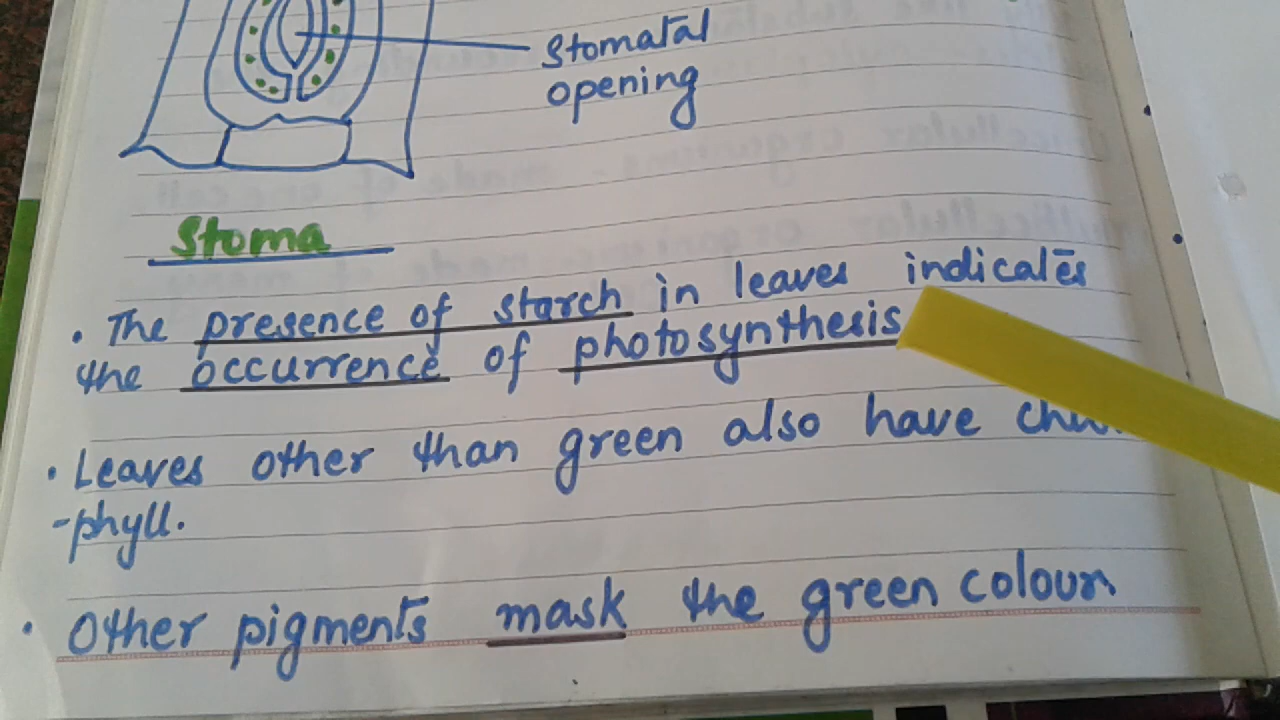 Stomatal
opening
Stoma
• The presence of starch in leaves indicates
the occurrence of photosynthesis
• Leaves other than green also have
-phyll.
• Other pigments mask the green colour